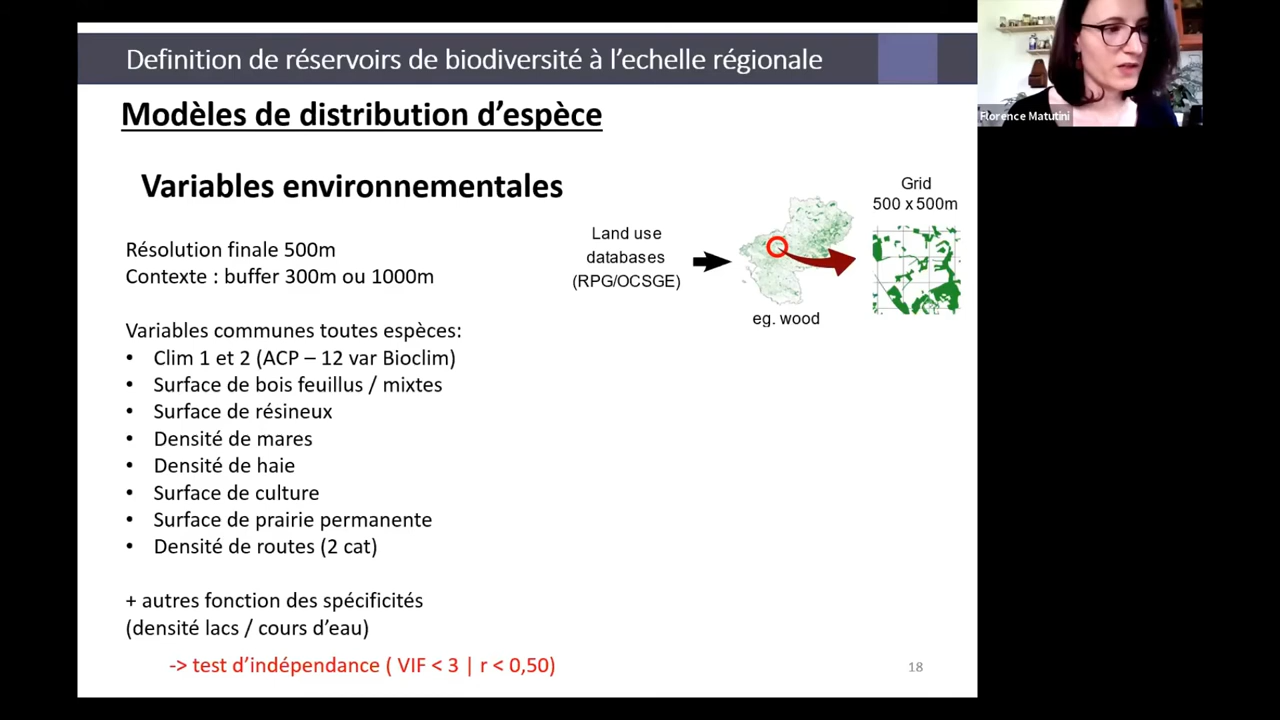 Definition de réservoirs de biodiversité à l'echelle régionale
Florence Matutini
Modèles de distribution d'espèce
Variables environnementales
Résolution finale 500m
Contexte : buffer 300m ou 1000m
Land use
databases
(RPG/OCSGE)
eg. wood
Grid
500 x 500m
Variables communes toutes espèces:
• Clim 1 et 2 (ACP – 12 var Bioclim)
• Surface de bois feuillus / mixtes
• Surface de résineux
• Densité de mares
• Densité de haie
• Surface de culture
• Surface de prairie permanente
• Densité de routes (2 cat)
+ autres fonction des spécificités
(densité lacs / cours d'eau)
-> test d'indépendance ( VIF < 3 | r < 0,50)
18